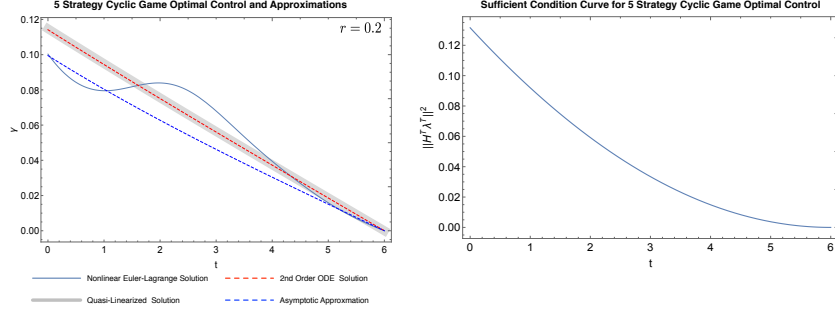 5 Strategy Cyclic Game Optimal Control and Approximations
r = 0.2
0.12
0.10
0.08
0.06
0.04
0.02
0.00
γ
0 1 2 3 4 5 6
t
Nonlinear Euler-Lagrange Solution
2nd Order ODE Solution
Quasi-Linearized Solution
Asymptotic Approxmation
Sufficient Condition Curve for 5 Strategy Cyclic Game Optimal Control
0.12
0.10
0.08
0.06
0.04
0.02
0.00
||H^T λ^T||^2
0 1 2 3 4 5 6
t